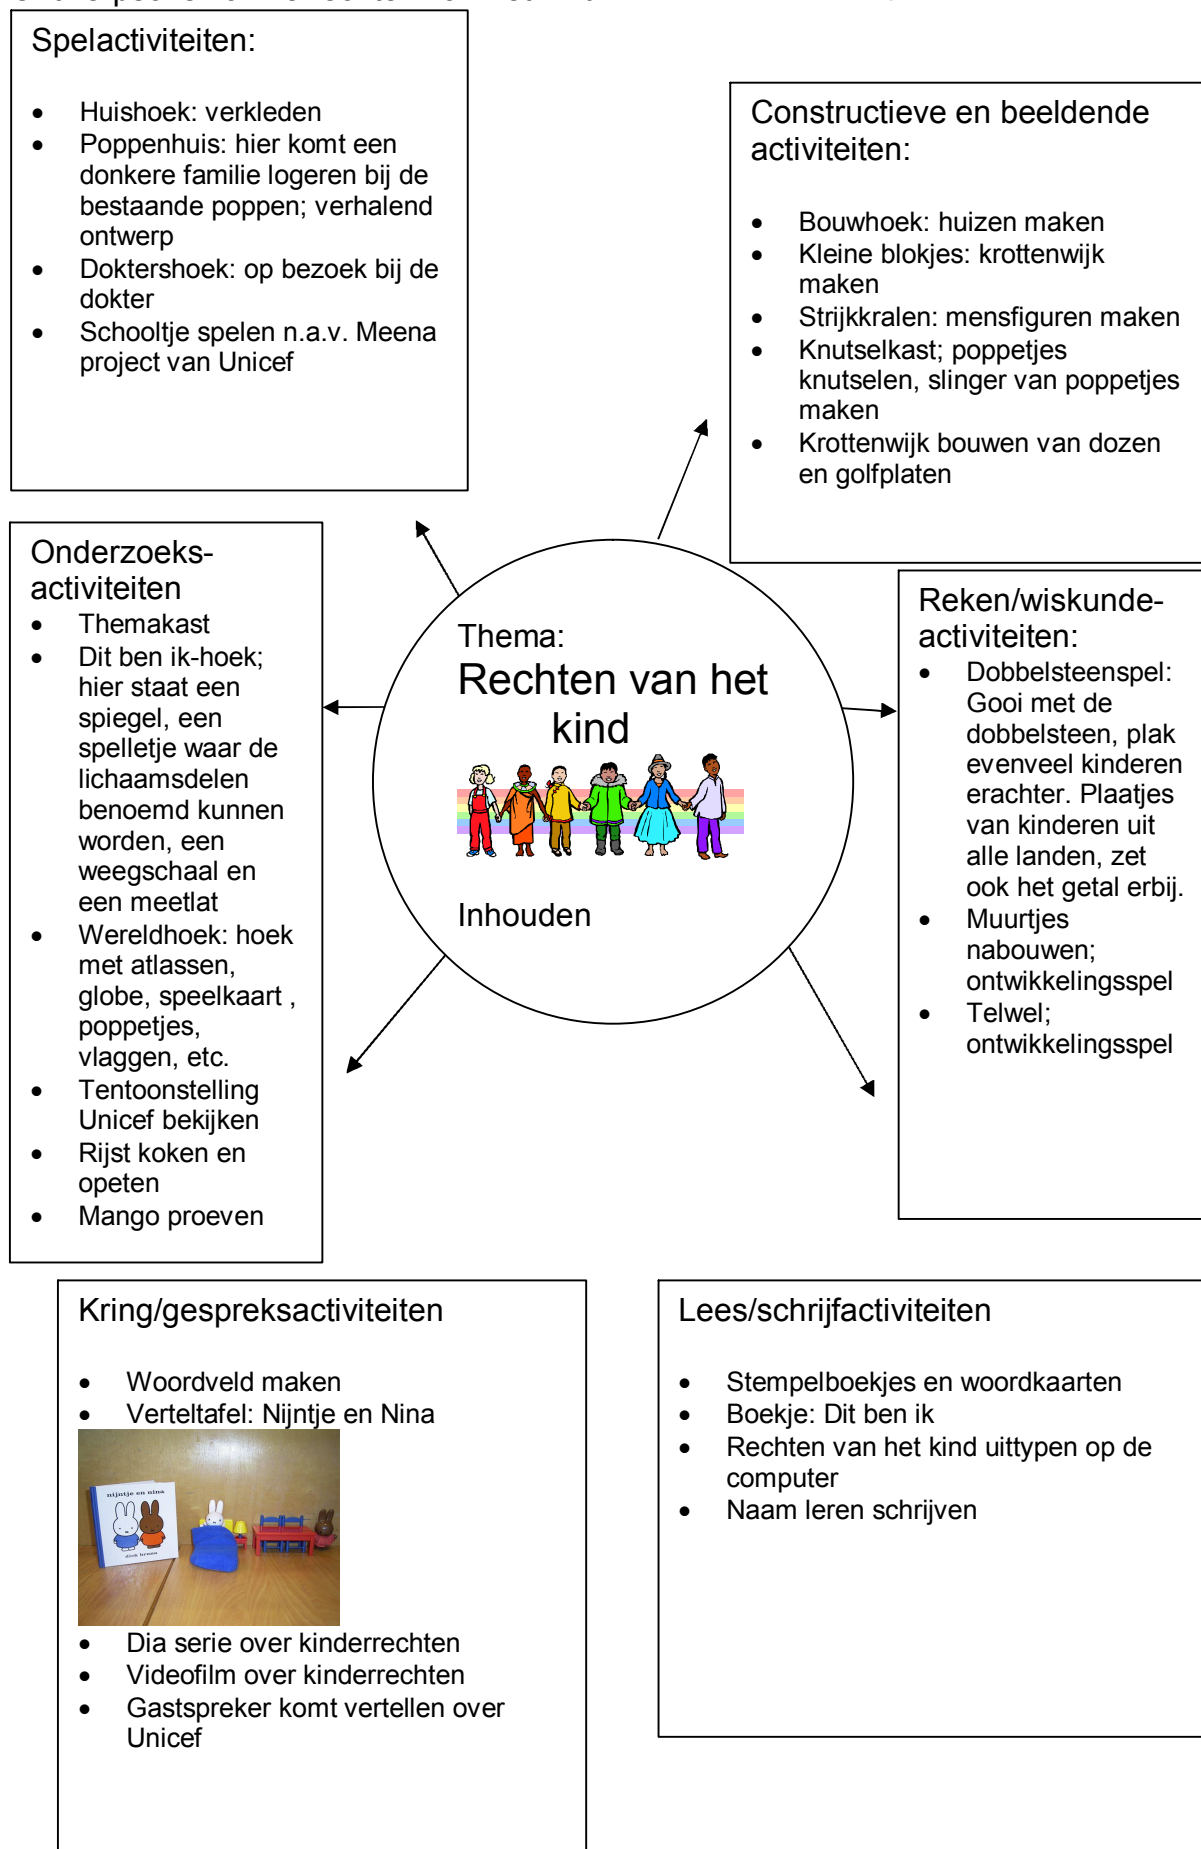 Spelactiviteiten:
• Huishoek: verkleden
• Poppenhuis: hier komt een
donkere familie logeren bij de
bestaande poppen; verhalend
ontwerp
• Doktershoek: op bezoek bij de
dokter
• Schooltje spelen n.a.v. Meena
project van Unicef
Constructieve en beeldende
activiteiten:
• Bouwhoek: huizen maken
• Kleine blokjes: krottenwijk
maken
• Strijkkralen: mensfiguren maken
• Knutselkast; poppetjes
knutselen, slinger van poppetjes
maken
• Krottenwijk bouwen van dozen
en golfplaten
Onderzoeks-
activiteiten
• Themakast
• Dit ben ik-hoek;
hier staat een
spiegel, een
spelletje waar de
lichaamsdelen
benoemd kunnen
worden, een
weegschaal en
een meetlat
• Wereldhoek: hoek
met atlassen,
globe, speelkaart ,
poppetjes,
vlaggen, etc.
• Tentoonstelling
Unicef bekijken
• Rijst koken en
opeten
• Mango proeven
Thema:
Rechten van het
kind
Inhouden
Reken/wiskunde-
activiteiten:
• Dobbelsteenspel:
Gooi met de
dobbelsteen, plak
evenveel kinderen
erachter. Plaatjes
van kinderen uit
alle landen, zet
ook het getal erbij.
• Muurtjes
nabouwen;
ontwikkelingsspel
• Telwel;
ontwikkelingsspel
Kring/gespreksactiviteiten
• Woordveld maken
• Verteltafel: Nijntje en Nina
nijntje en nina
dick bruna
• Dia serie over kinderrechten
• Videofilm over kinderrechten
• Gastspreker komt vertellen over
Unicef
Lees/schrijfactiviteiten
• Stempelboekjes en woordkaarten
• Boekje: Dit ben ik
• Rechten van het kind uittypen op de
computer
• Naam leren schrijven